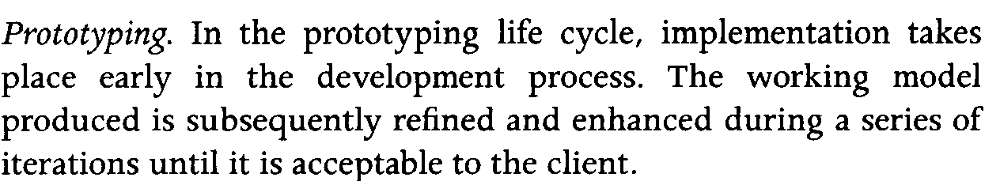 Prototyping. In the prototyping life cycle, implementation takes
place early in the development process. The working model
produced is subsequently refined and enhanced during a series of
iterations until it is acceptable to the client.